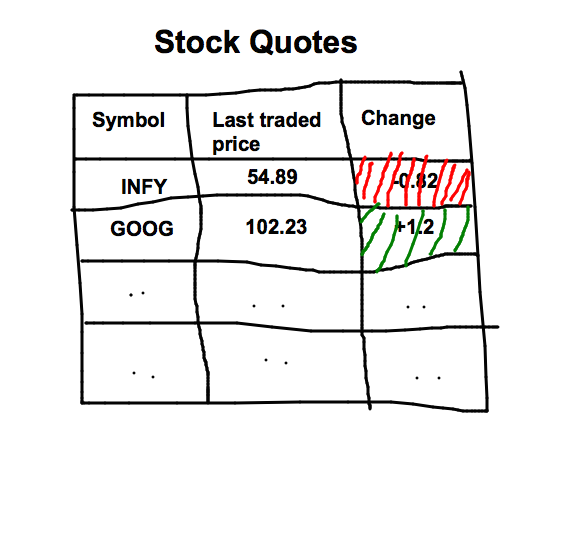 Stock Quotes
Symbol Last traded price Change
INFY 54.89 -0.82
GOOG 102.23 +1.2
.. .. ..
.. .. ..